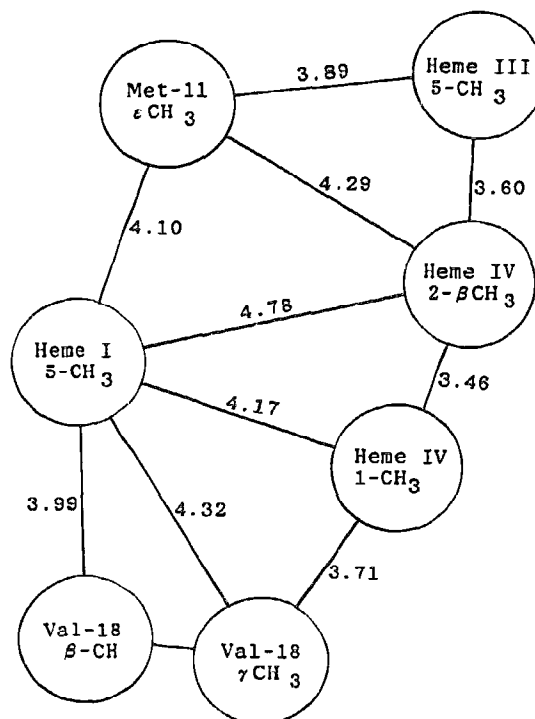 Met-11
εCH3
3.89
Heme III
5-CH3
4.29
3.60
4.10
Heme IV
2-βCH3
4.78
Heme I
5-CH3
3.46
4.17
Heme IV
1-CH3
3.99
4.32
3.71
Val-18
β-CH
Val-18
γCH3